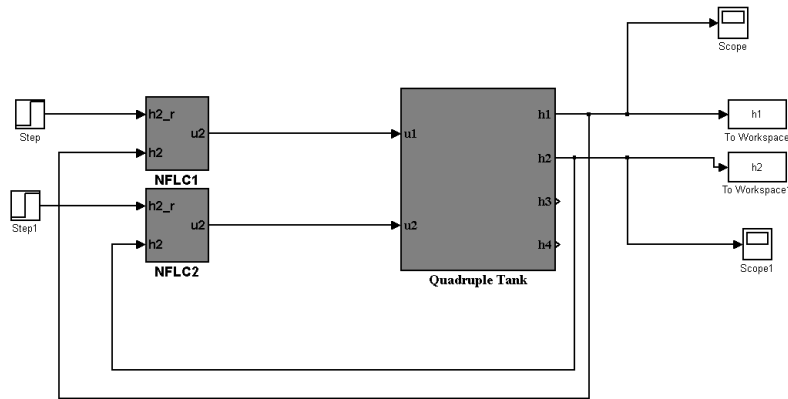 Scope
Step
h2_r
h2
u2
NFLC1
Step1
h2_r
h2
u2
NFLC2
u1
u2
h1
h2
h3
h4
Quadruple Tank
h1
To Workspace
h2
To Workspace1
Scope1